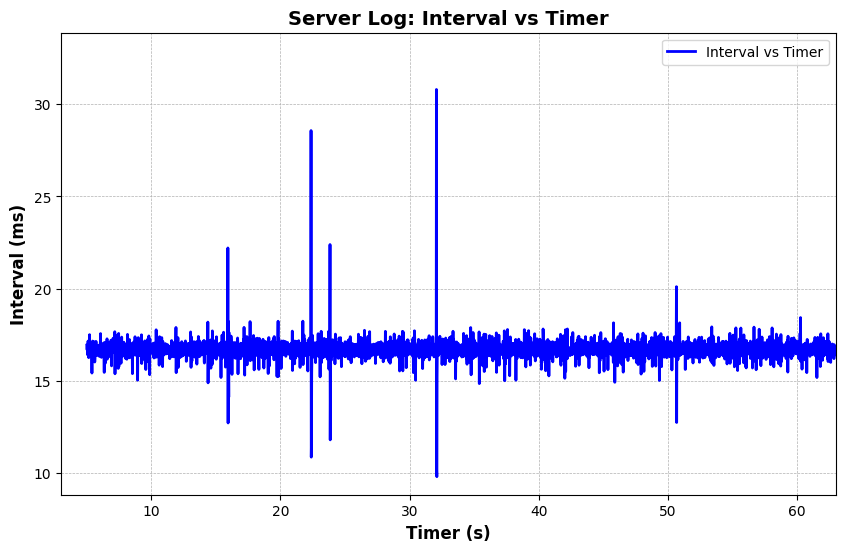 Server Log: Interval vs Timer
Interval vs Timer
Interval (ms)
30
25
20
15
10
10 20 30 40 50 60
Timer (s)